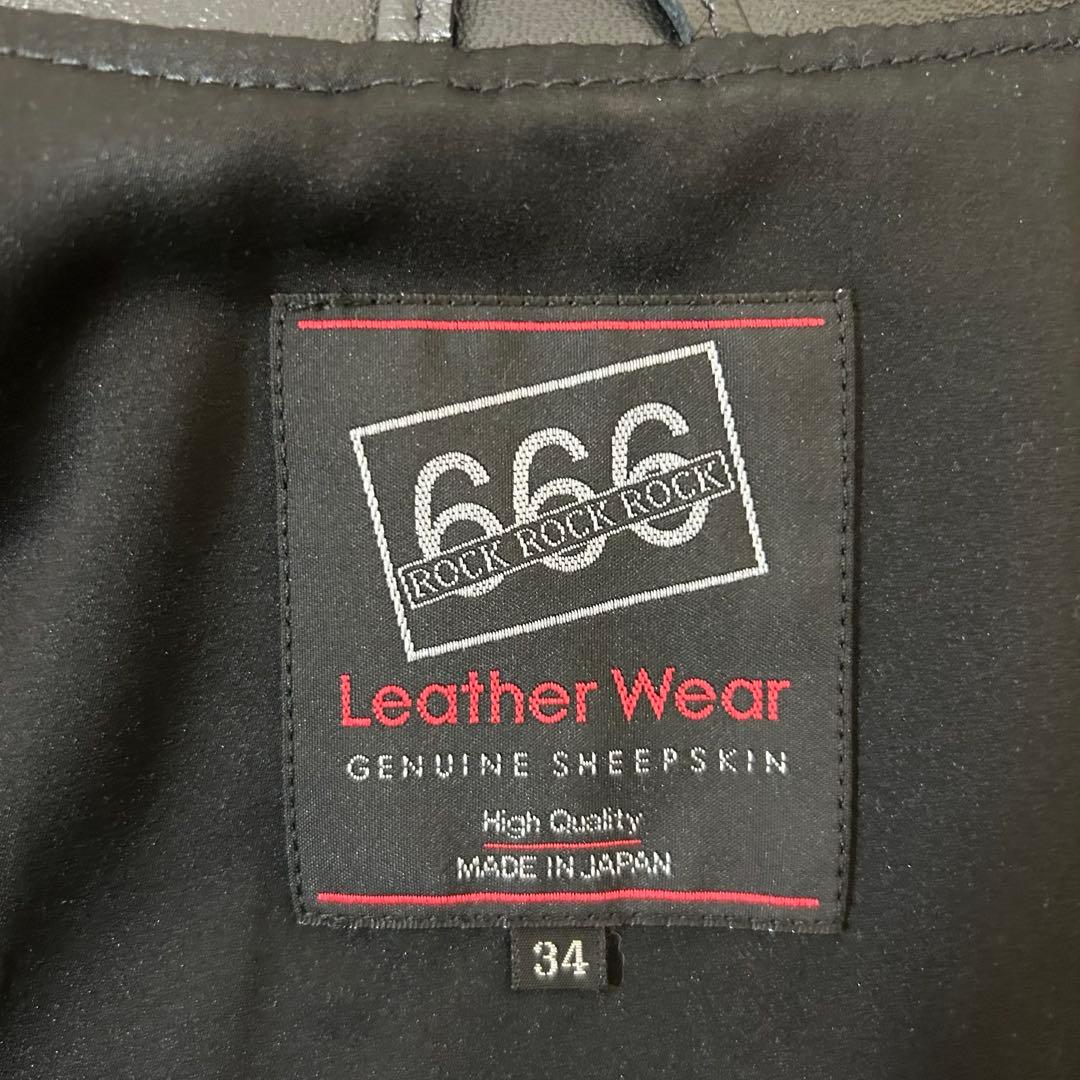 666
ROCK ROCK ROCK
Leather Wear
GENUINE SHEEPSKIN
High Quality
MADE IN JAPAN
34